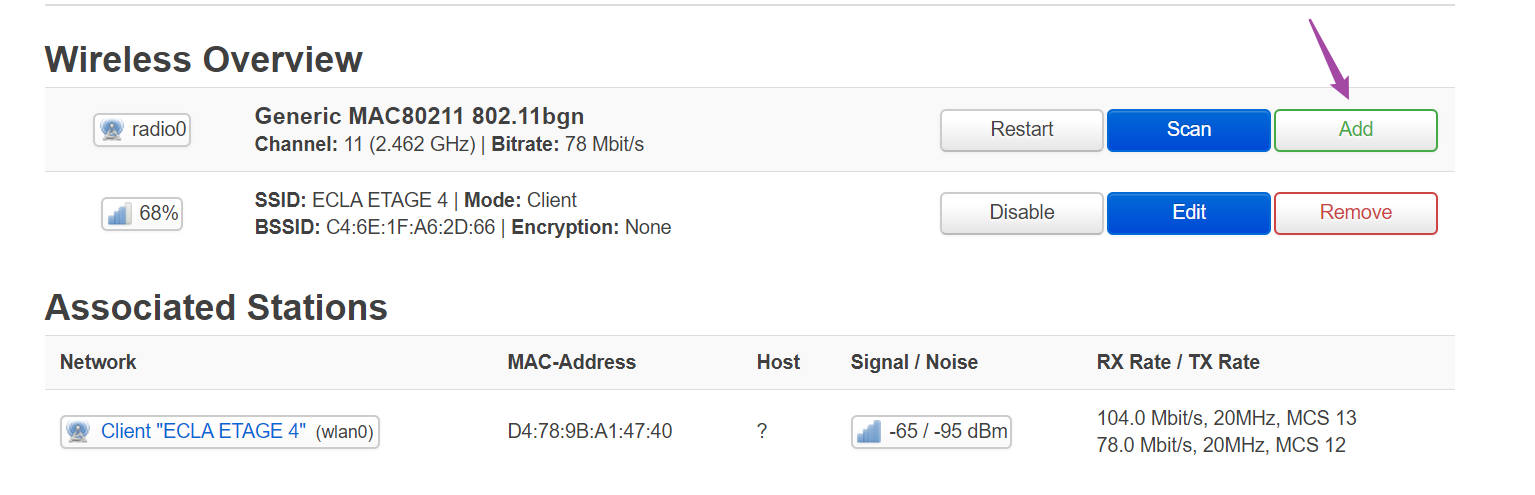 Wireless Overview
radio0
Generic MAC80211 802.11bgn
Channel: 11 (2.462 GHz) | Bitrate: 78 Mbit/s
Restart
Scan
Add
68%
SSID: ECLA ETAGE 4 | Mode: Client
BSSID: C4:6E:1F:A6:2D:66 | Encryption: None
Disable
Edit
Remove
Associated Stations
Network MAC-Address Host Signal / Noise RX Rate / TX Rate
Client "ECLA ETAGE 4" (wlan0)
D4:78:9B:A1:47:40
?
-65 / -95 dBm
104.0 Mbit/s, 20MHz, MCS 13
78.0 Mbit/s, 20MHz, MCS 12